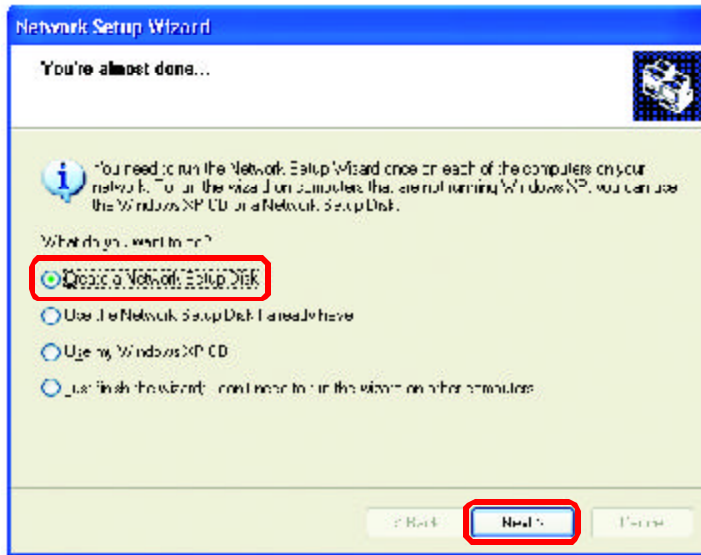 Network Setup Wizard
You're almost done...
You need to run the Network Setup Wizard once on each of the computers on your
network. To run the wizard on computers that are not running Windows XP, you can use
the Windows XP CD or a Network Setup Disk.
What do you want to do?
Create a Network Setup Disk
Use the Network Setup Disk I already have
Use my Windows XP CD
Just finish the wizard; I don't need to run the wizard on other computers
< Back
Next >
Cancel